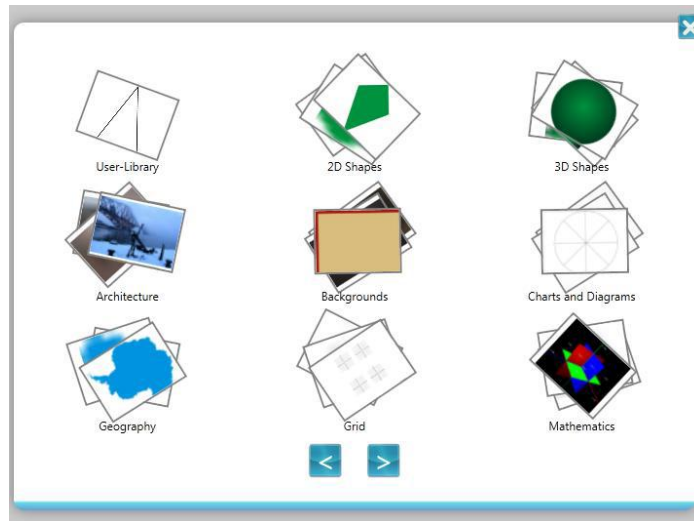 User-Library
2D Shapes
3D Shapes
Architecture
Backgrounds
Charts and Diagrams
Geography
Grid
Mathematics
< >